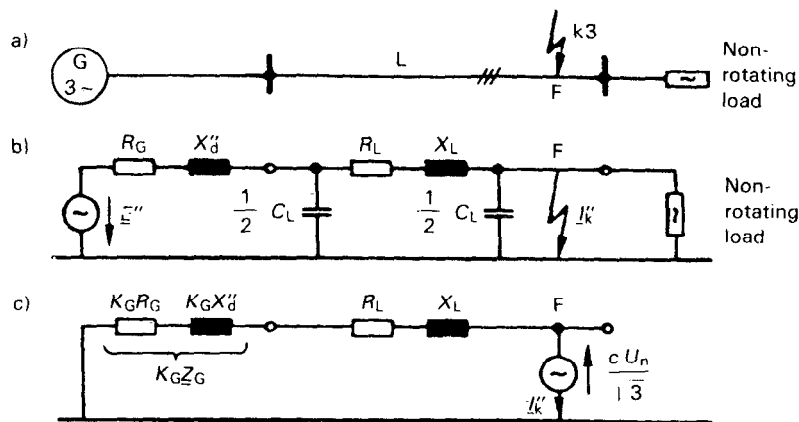 a)
G
3 ~
L
k3
F
Non-
rotating
load
b)
R_G
X''_d
R_L
X_L
F
E''
1/2 C_L
1/2 C_L
I''_k
Non-
rotating
load
c)
K_G R_G
K_G X''_d
R_L
X_L
F
K_G Z_G
I''_k
c U_n
√3